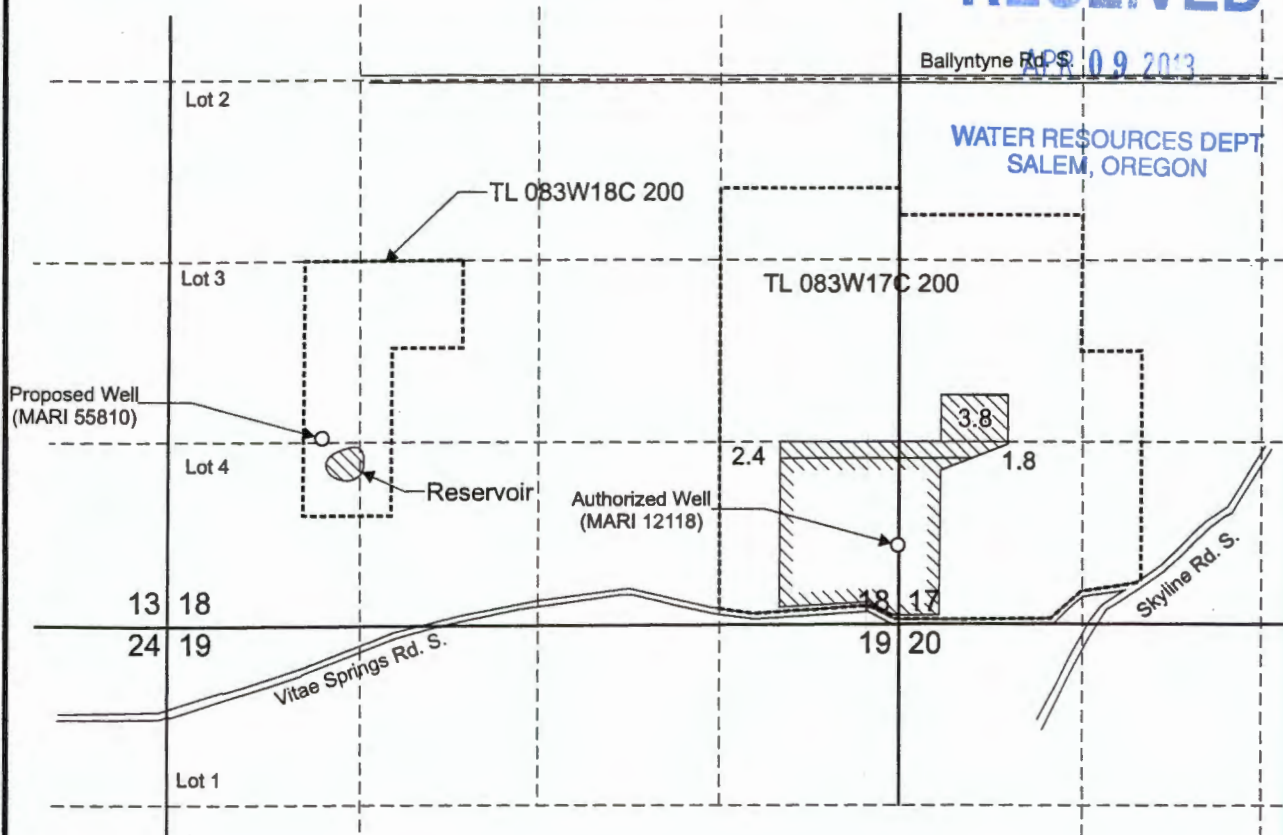 RECEIVED
Ballyntyne Rd. S.
APR 09 2013
Lot 2
WATER RESOURCES DEPT
SALEM, OREGON
TL 083W18C 200
Lot 3
TL 083W17C 200
Proposed Well
(MARI 55810)
3.8
Lot 4
2.4
1.8
Reservoir
Authorized Well
(MARI 12118)
13 18
24 19
18 17
19 20
Skyline Rd. S.
Vitae Springs Rd. S.
Lot 1